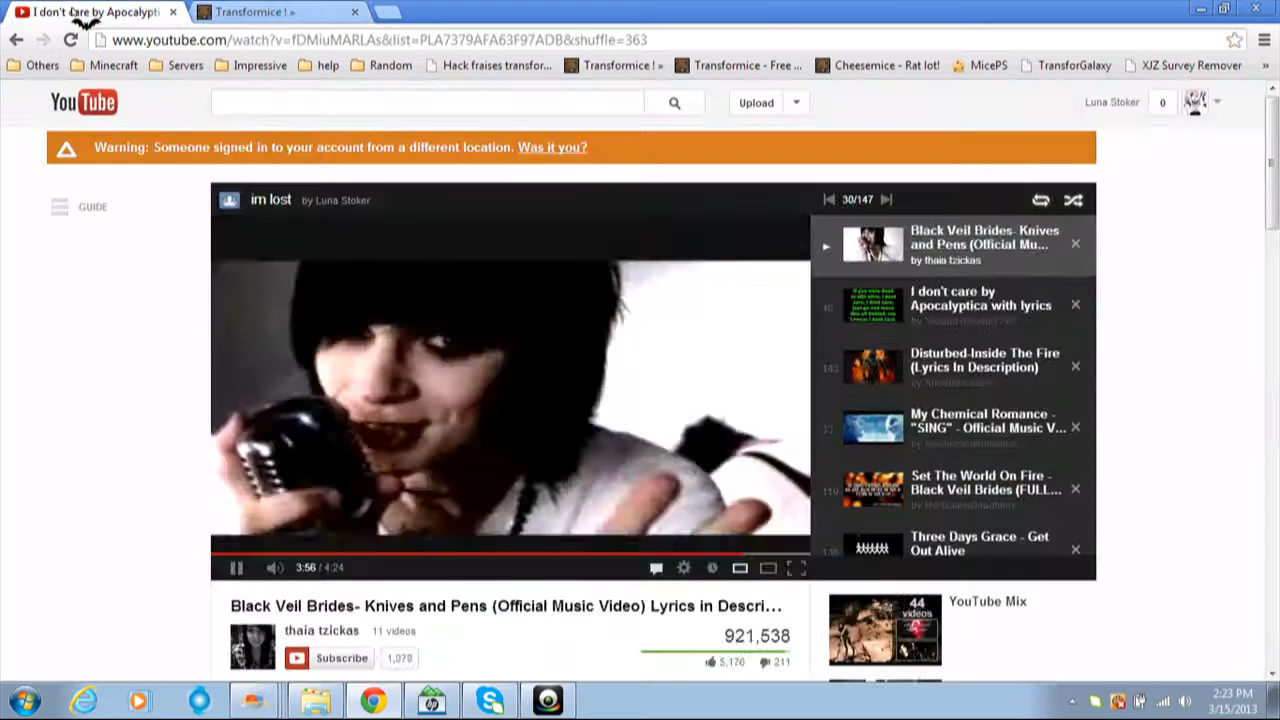 I don't care by Apocalypti
Transformice ! »
www.youtube.com/watch?v=fDMiuMARLAs&list=PLA7379AFA63F97ADB&shuffle=363
Others
Minecraft
Servers
Impressive
help
Random
Hack fraises transfor...
Transformice ! »
Transformice - Free ...
Cheesemice - Rat lot!
MicePS
TransforGalaxy
XJZ Survey Remover
»
YouTube
Upload
Luna Stoker
0
Warning: Someone signed in to your account from a different location. Was it you?
GUIDE
im lost by Luna Stoker
30/147
Black Veil Brides- Knives
and Pens (Official Mu...
by thaia tzickas
I don't care by
Apocalyptica with lyrics
Disturbed-Inside The Fire
(Lyrics In Description)
My Chemical Romance -
"SING" - Official Music V...
Set The World On Fire -
Black Veil Brides (FULL...
Three Days Grace - Get
Out Alive
3:56 / 4:24
Black Veil Brides- Knives and Pens (Official Music Video) Lyrics in Descri...
thaia tzickas 11 videos
Subscribe
921,538
5,176
211
44
videos
YouTube Mix
2:23 PM
3/15/2013